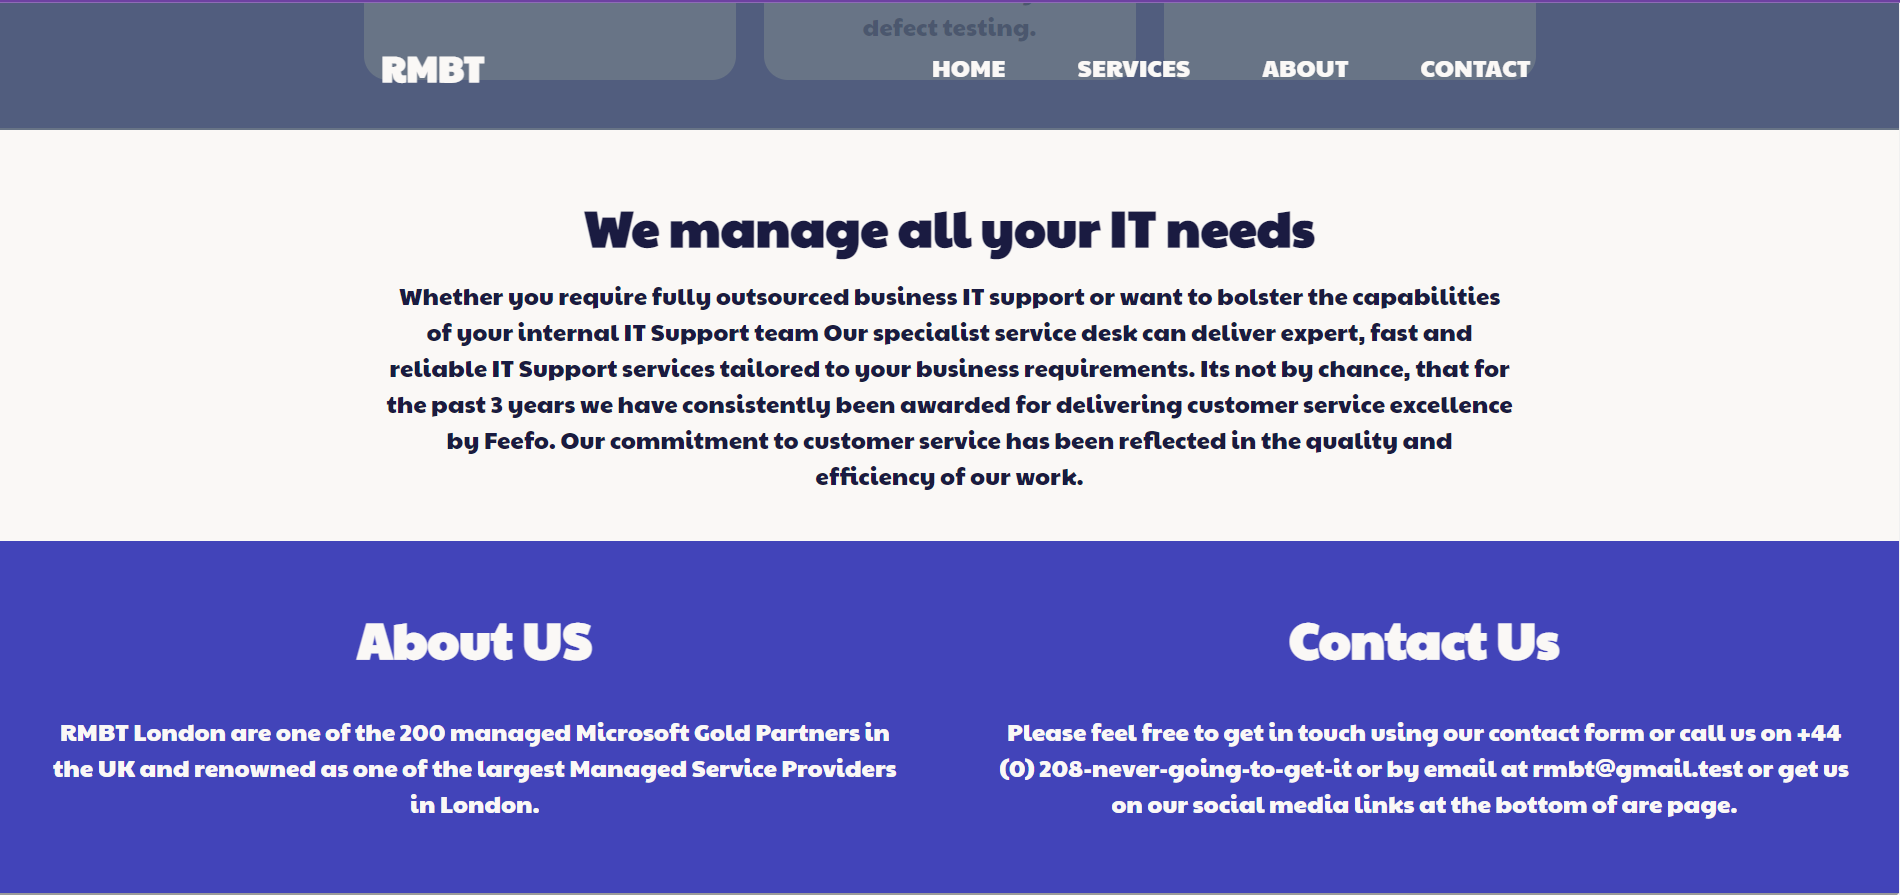 defect testing.
RMBT
HOME SERVICES ABOUT CONTACT
We manage all your IT needs
Whether you require fully outsourced business IT support or want to bolster the capabilities
of your internal IT Support team Our specialist service desk can deliver expert, fast and
reliable IT Support services tailored to your business requirements. Its not by chance, that for
the past 3 years we have consistently been awarded for delivering customer service excellence
by Feefo. Our commitment to customer service has been reflected in the quality and
efficiency of our work.
About US
RMBT London are one of the 200 managed Microsoft Gold Partners in
the UK and renowned as one of the largest Managed Service Providers
in London.
Contact Us
Please feel free to get in touch using our contact form or call us on +44
(0) 208-never-going-to-get-it or by email at rmbt@gmail.test or get us
on our social media links at the bottom of are page.